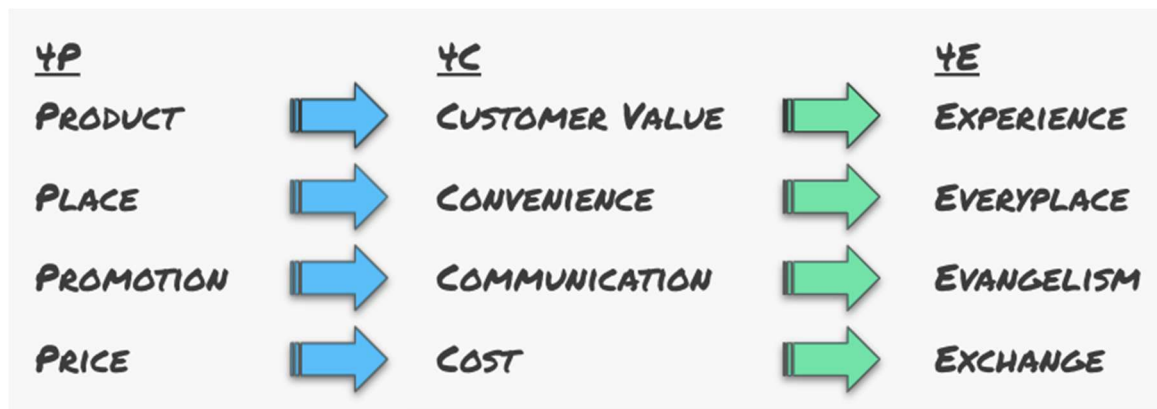 4P 4C 4E
Product Customer Value Experience
Place Convenience Everyplace
Promotion Communication Evangelism
Price Cost Exchange